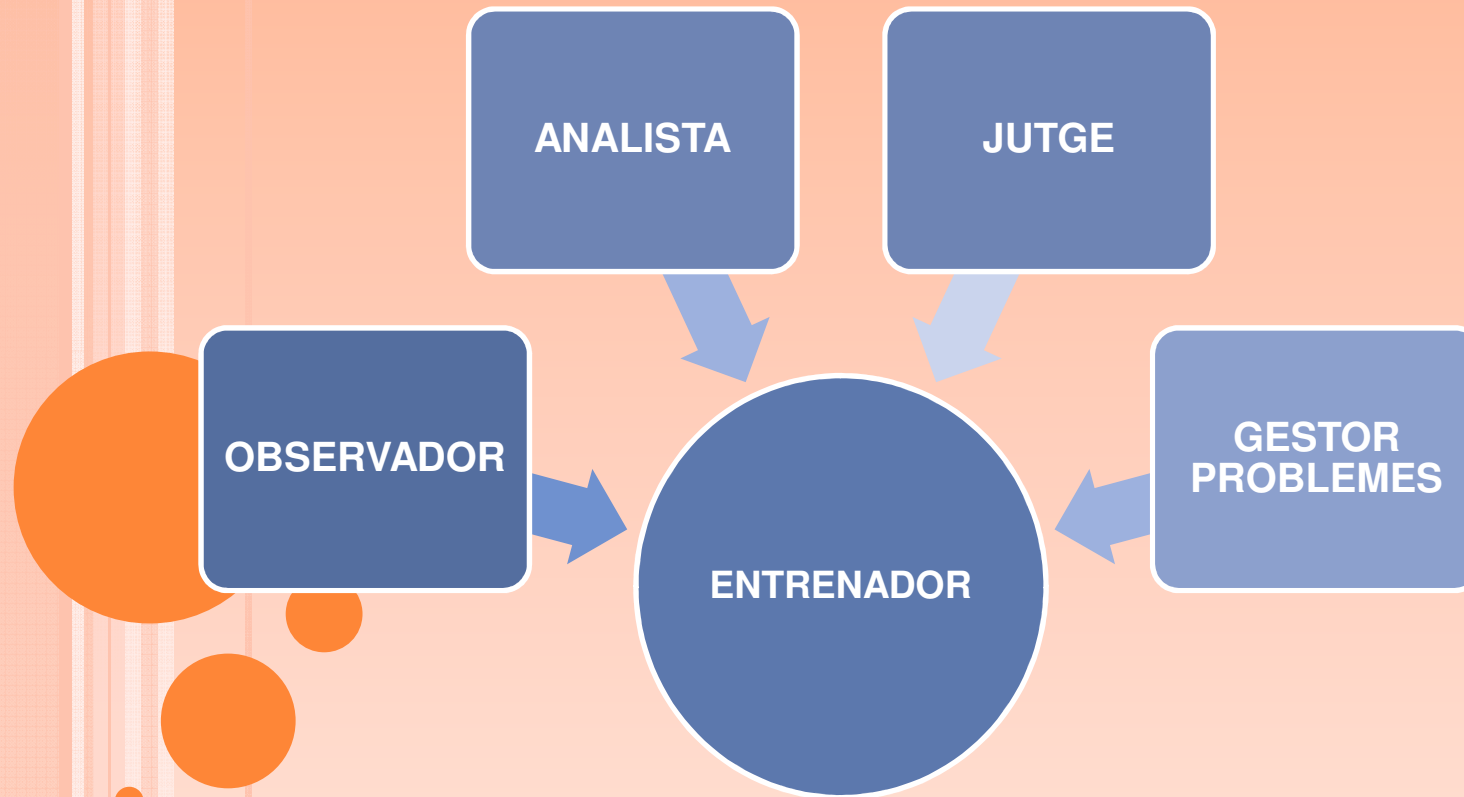 ANALISTA
JUTGE
OBSERVADOR
GESTOR
PROBLEMES
ENTRENADOR